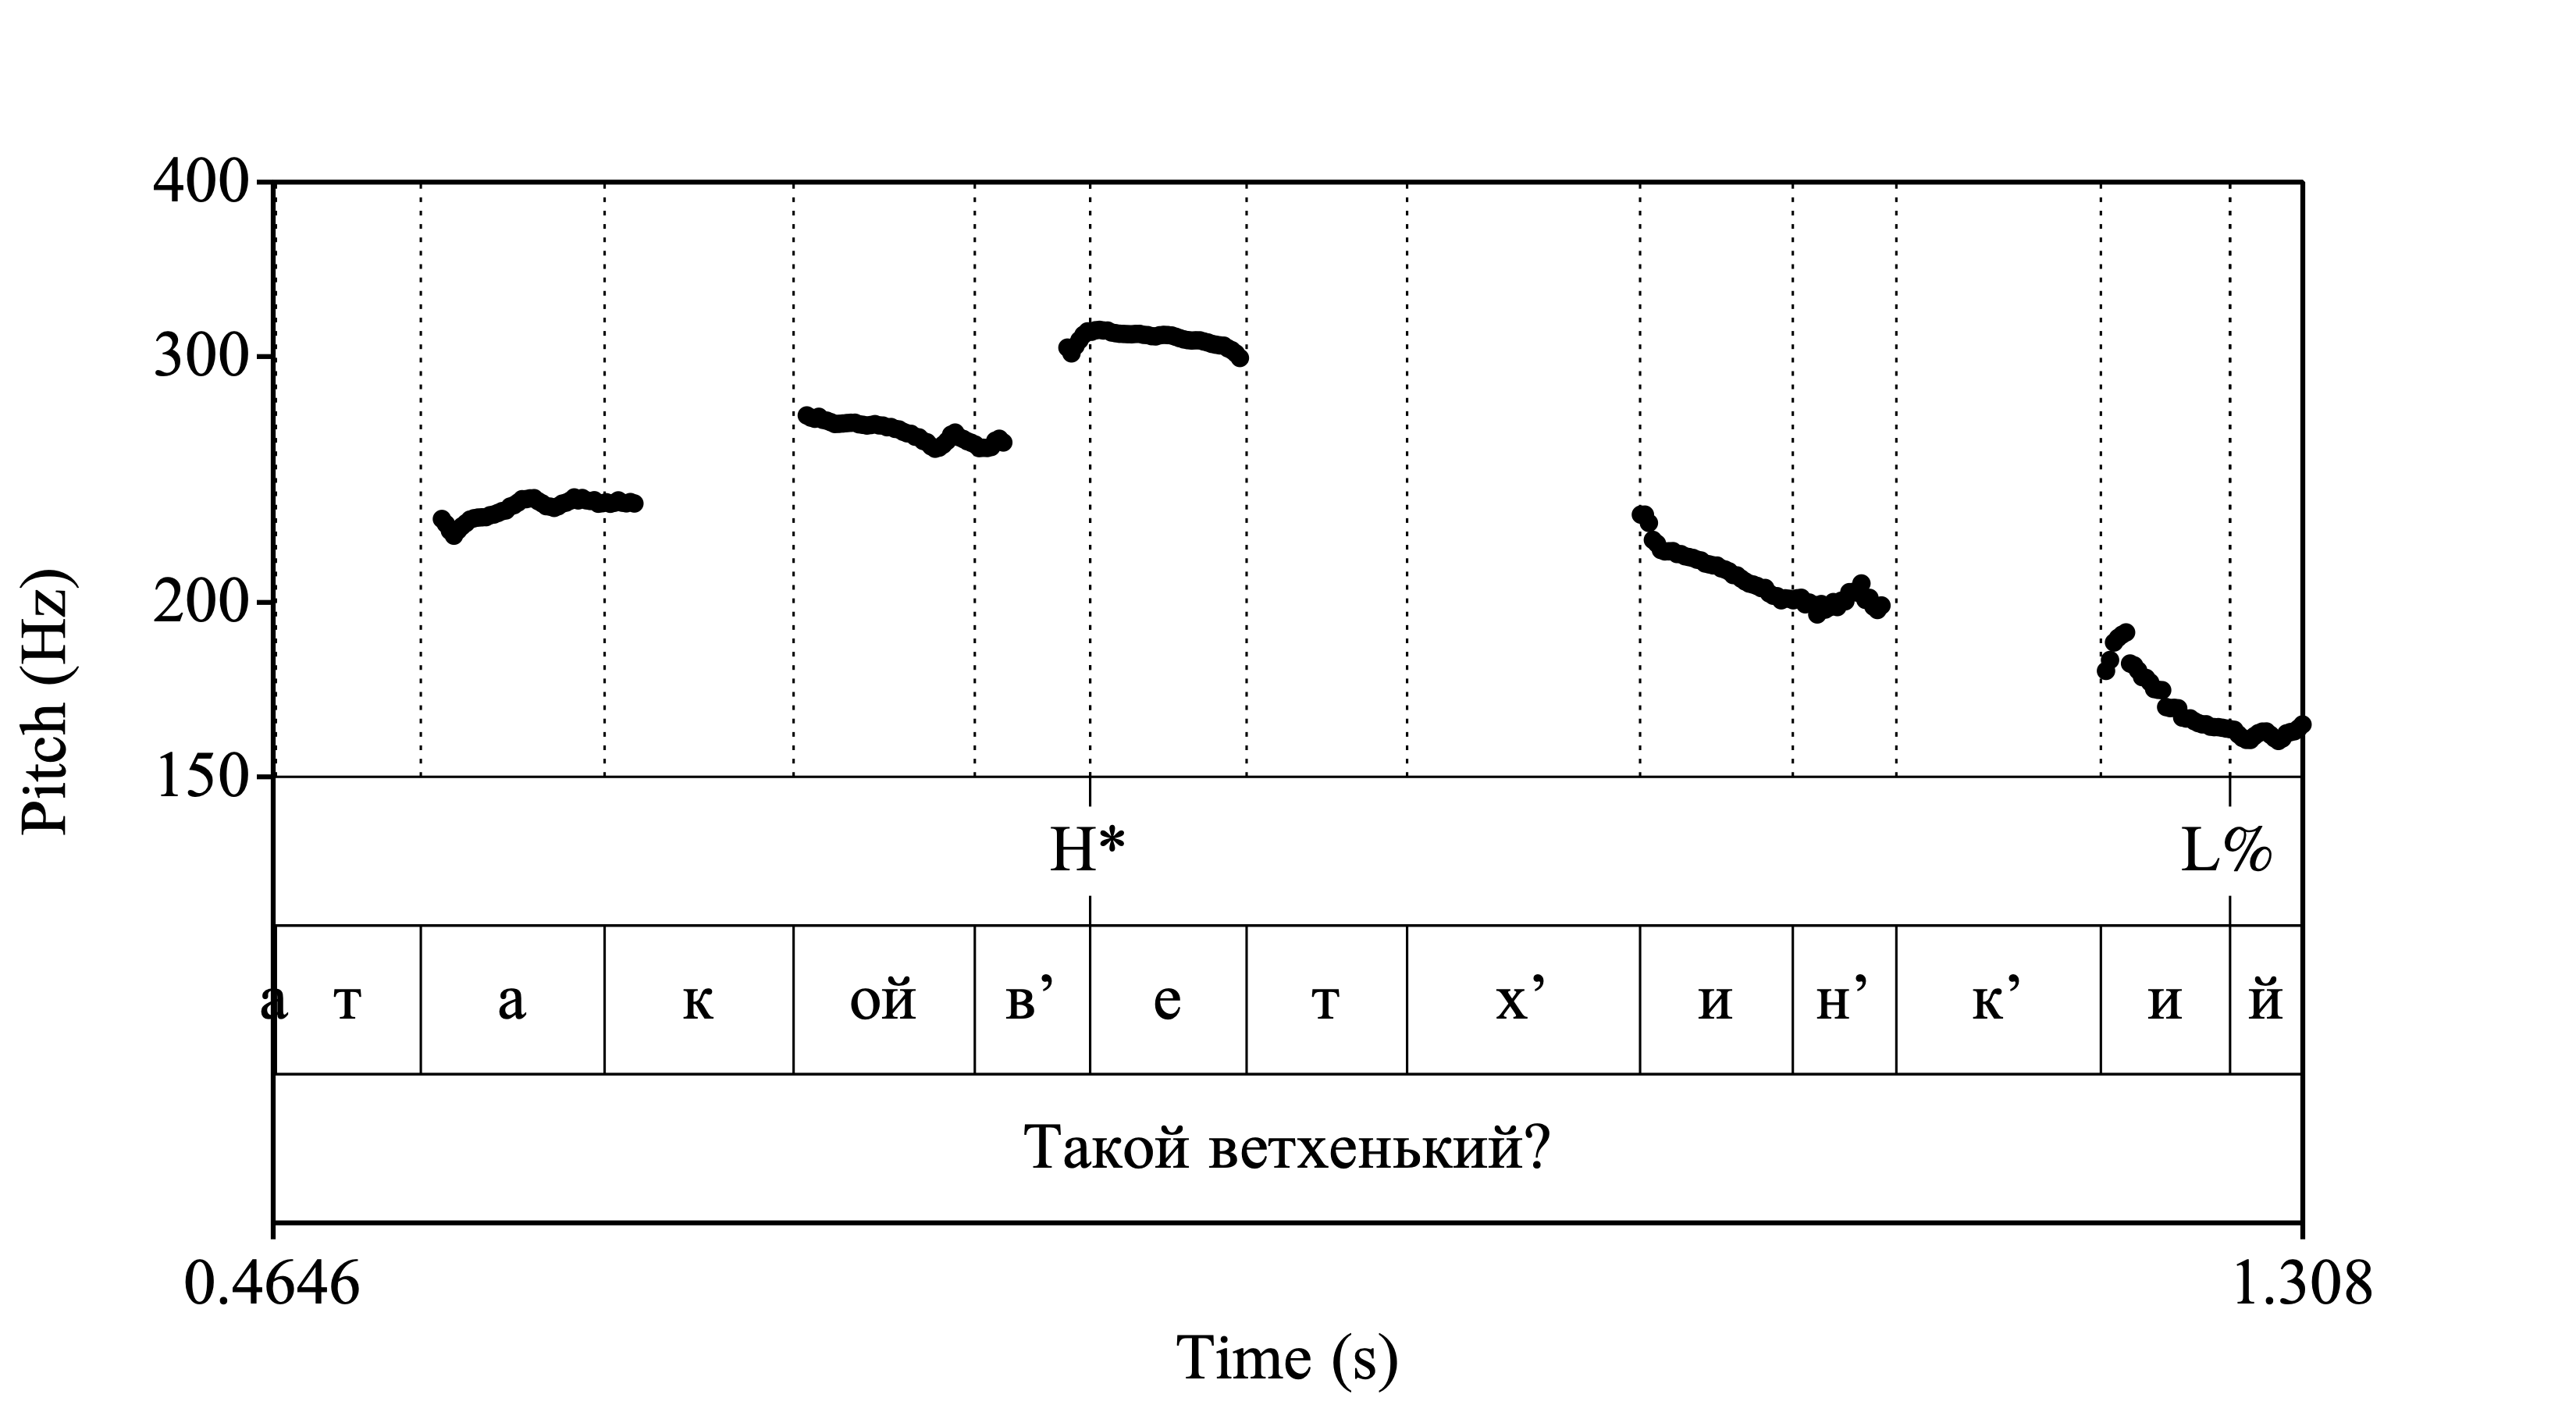 400
300
200
150
Pitch (Hz)
H* L%
а т а к ой в’ е т х’ и н’ к’ и й
Такой ветхенький?
0.4646 1.308
Time (s)